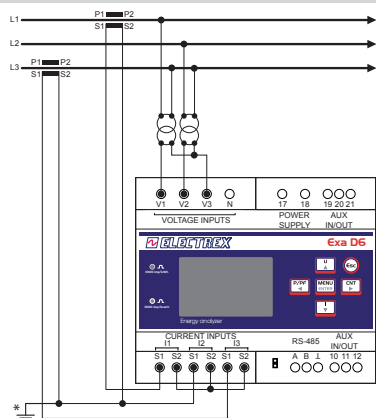 P1 P2
L1
S1 S2
L2
P1 P2
L3
S1 S2
V1 V2 V3 N 17 18 19 20 21
VOLTAGE INPUTS POWER SUPPLY AUX IN/OUT
ELECTREX Exa D6
U Esc
P/PF MENU ENTER CNT
I
Energy analyzer
CURRENT INPUTS
I1 I2 I3 RS-485 AUX IN/OUT
S1 S2 S1 S2 S1 S2 A B ⊥ 10 11 12
*